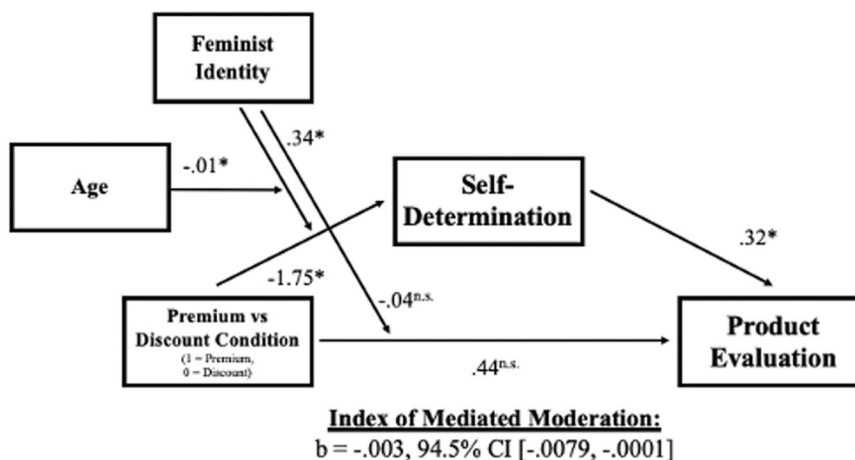 Feminist
Identity
.34*
-.01*
Age
Self-
Determination
.32*
-1.75*
-.04n.s.
Premium vs
Discount Condition
(1 = Premium,
0 = Discount)
Product
Evaluation
.44n.s.
Index of Mediated Moderation:
b = -.003, 94.5% CI [-.0079, -.0001]